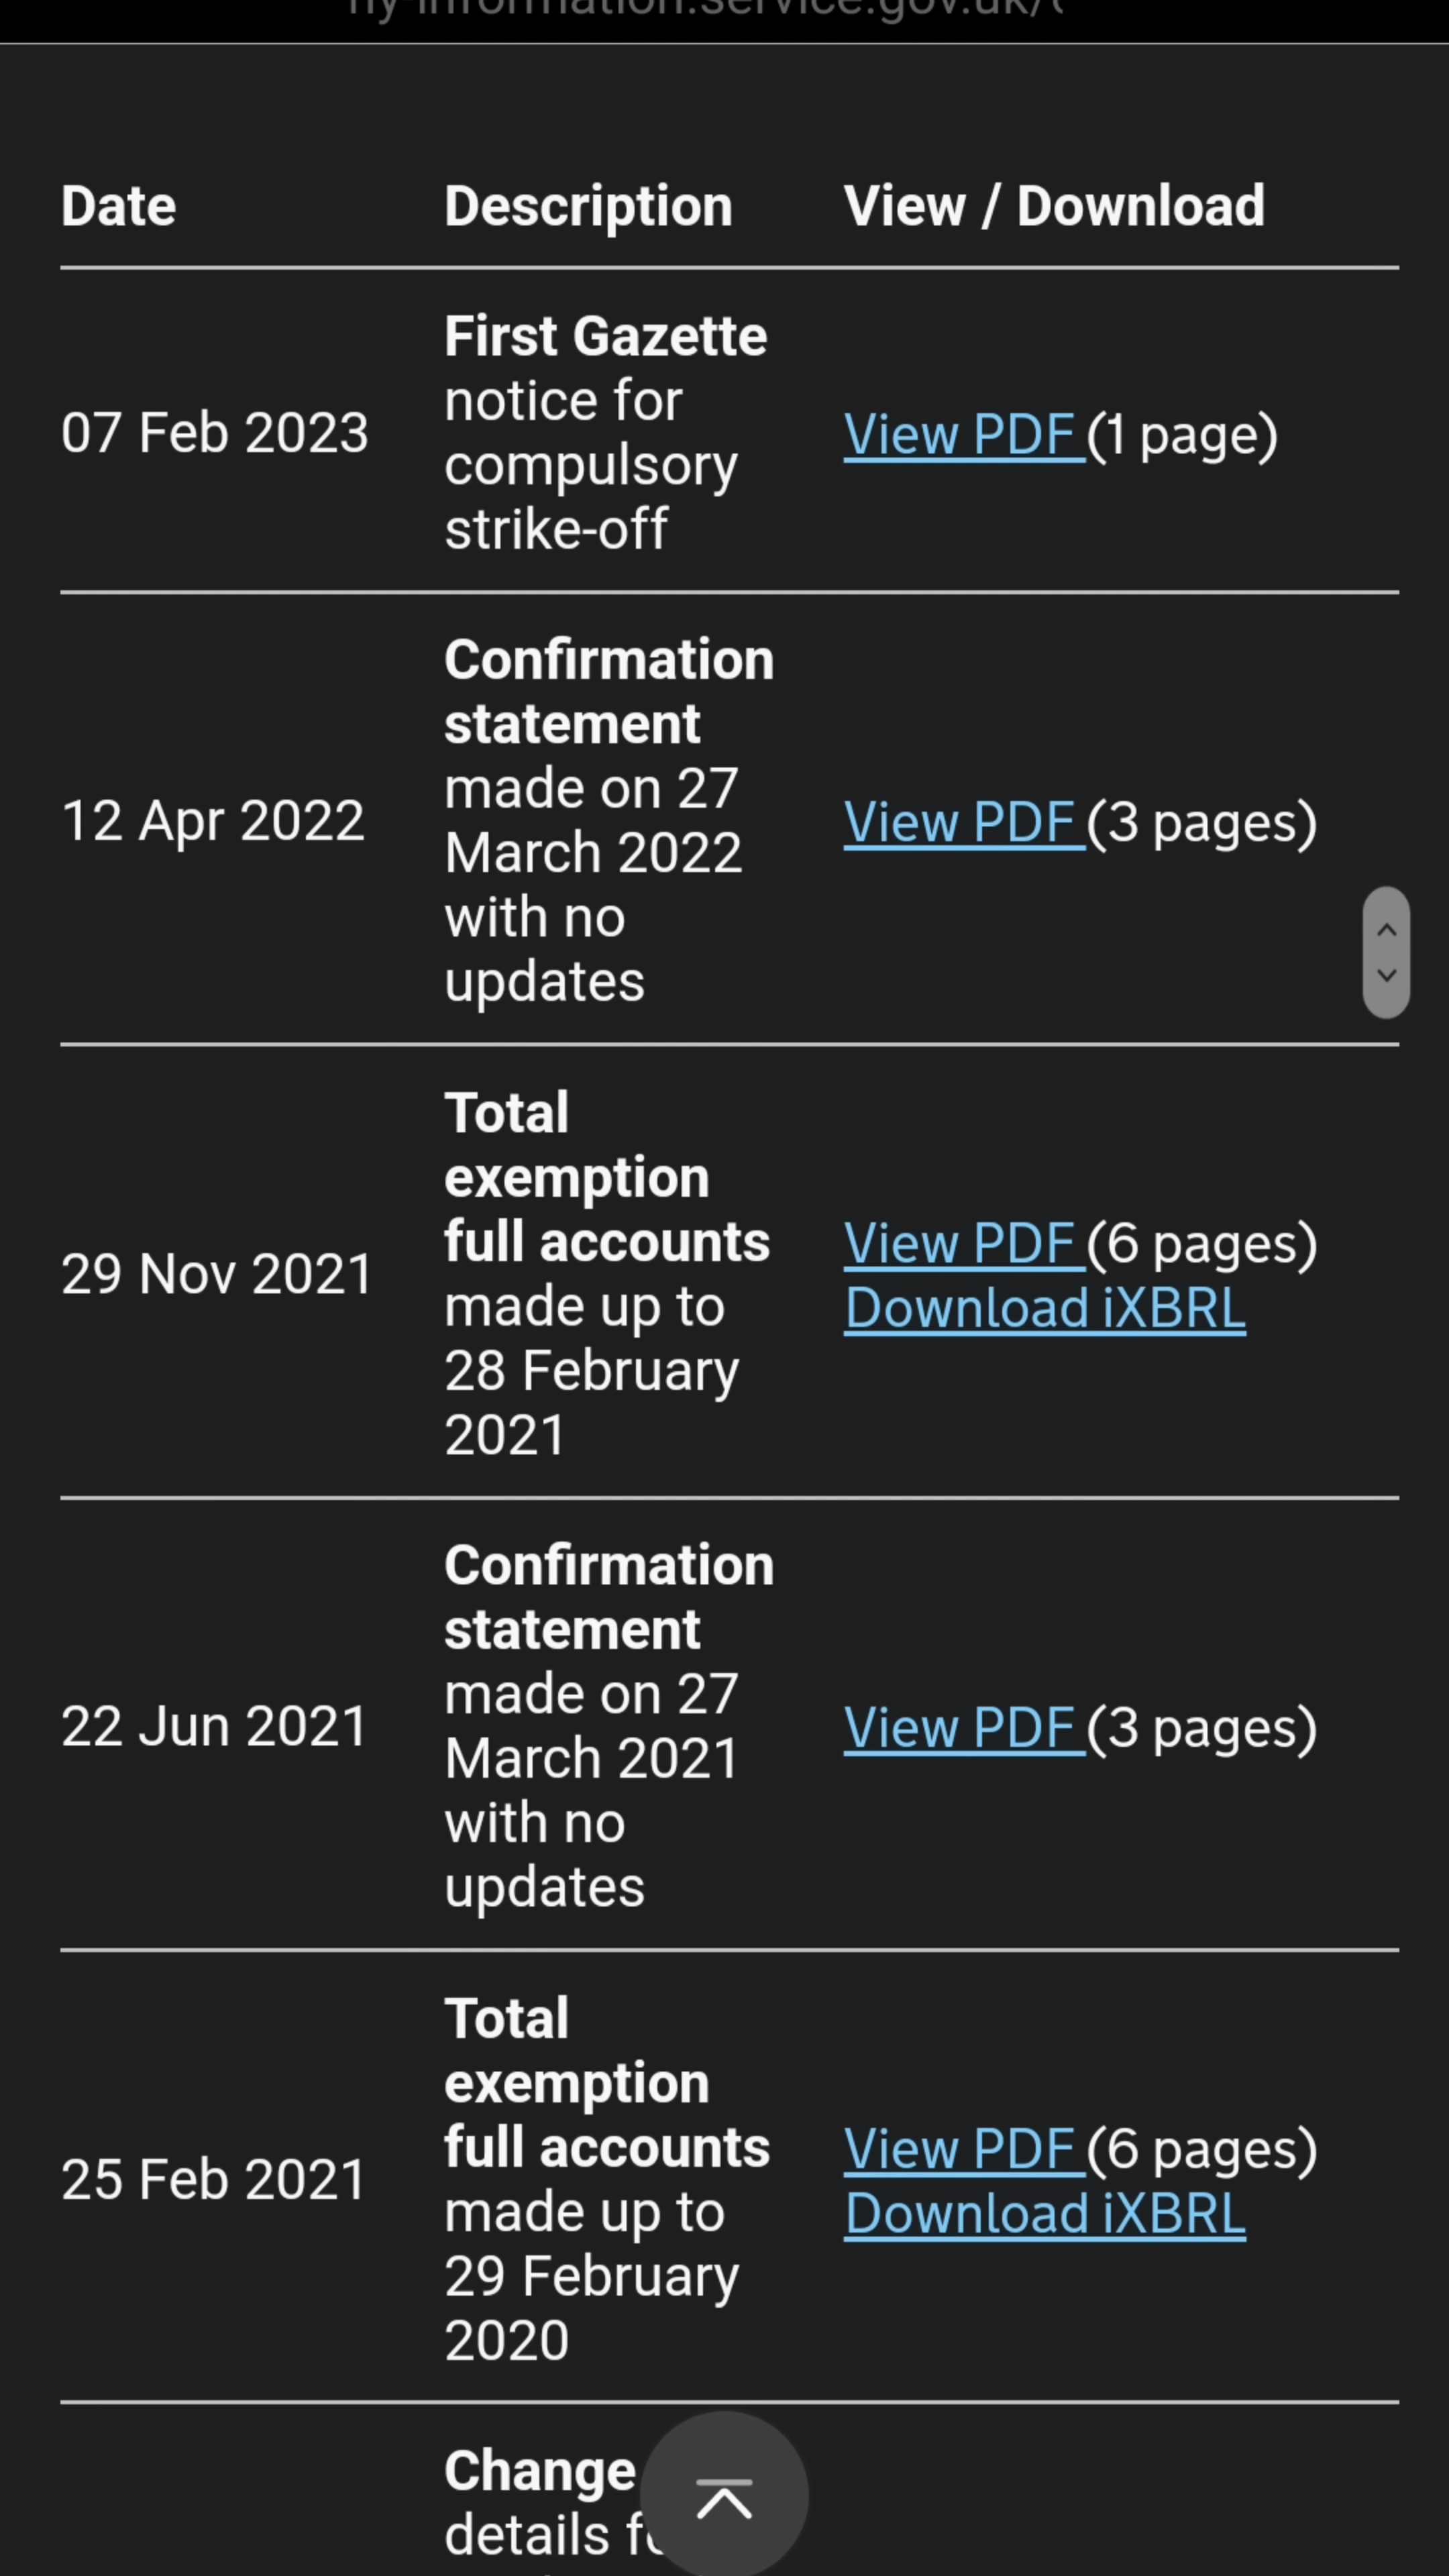 Date Description View / Download
First Gazette
notice for
07 Feb 2023 View PDF (1 page)
compulsory
strike-off
Confirmation
statement
made on 27
12 Apr 2022 View PDF (3 pages)
March 2022
with no
updates
Total
exemption
full accounts View PDF (6 pages)
29 Nov 2021
made up to Download iXBRL
28 February
2021
Confirmation
statement
made on 27
22 Jun 2021 View PDF (3 pages)
March 2021
with no
updates
Total
exemption
full accounts View PDF (6 pages)
25 Feb 2021
made up to Download iXBRL
29 February
2020
Change
details